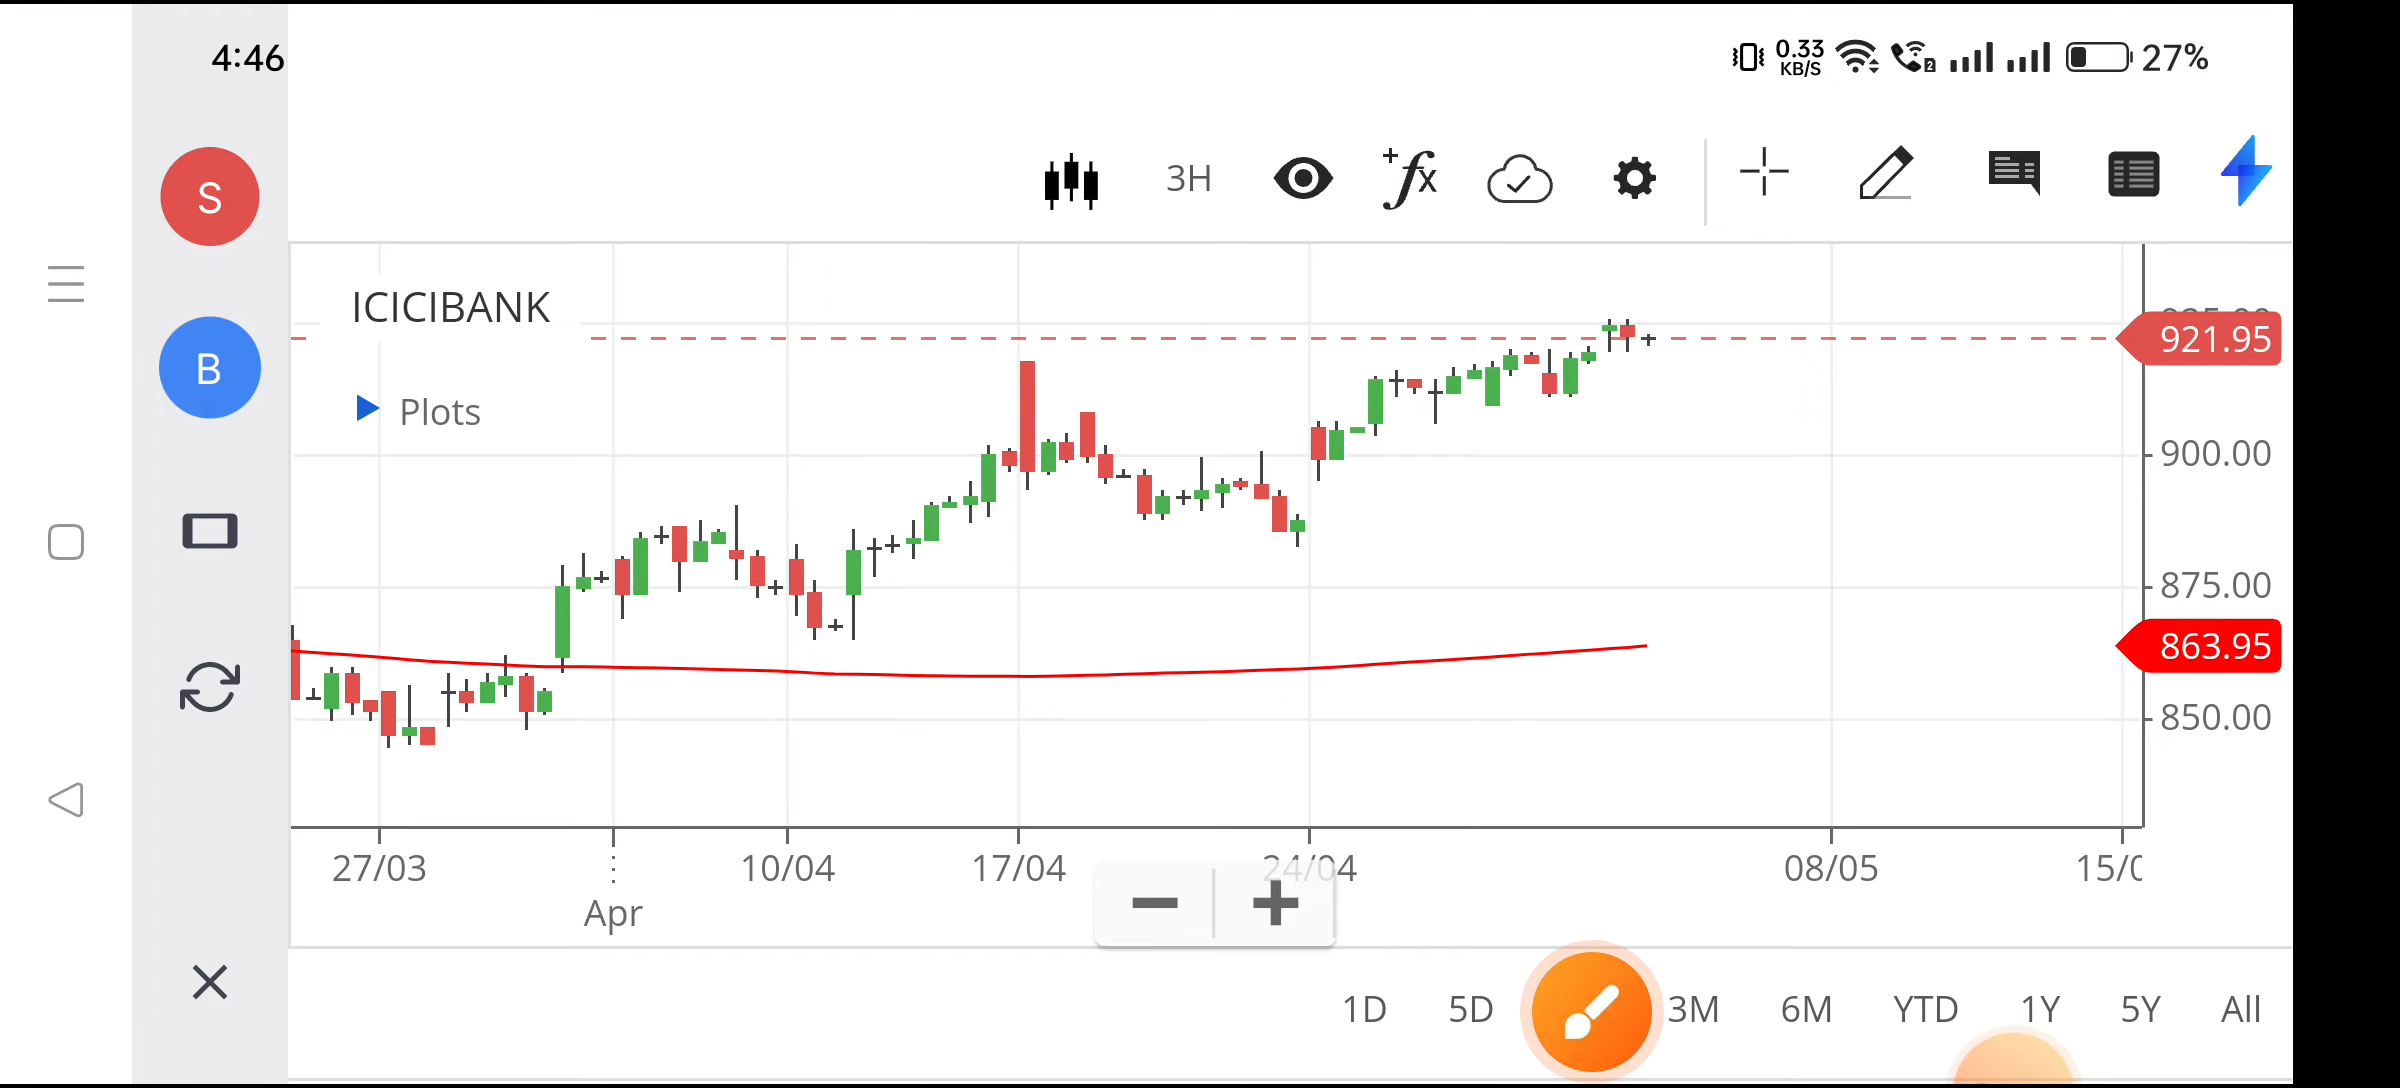 4:46
0.33
KB/S
2
27%
S
B
3H
+fx
ICICIBANK
Plots
921.95
900.00
875.00
863.95
850.00
27/03
10/04
17/04
24/04
08/05
Apr
1D
5D
3M
6M
YTD
1Y
5Y
All